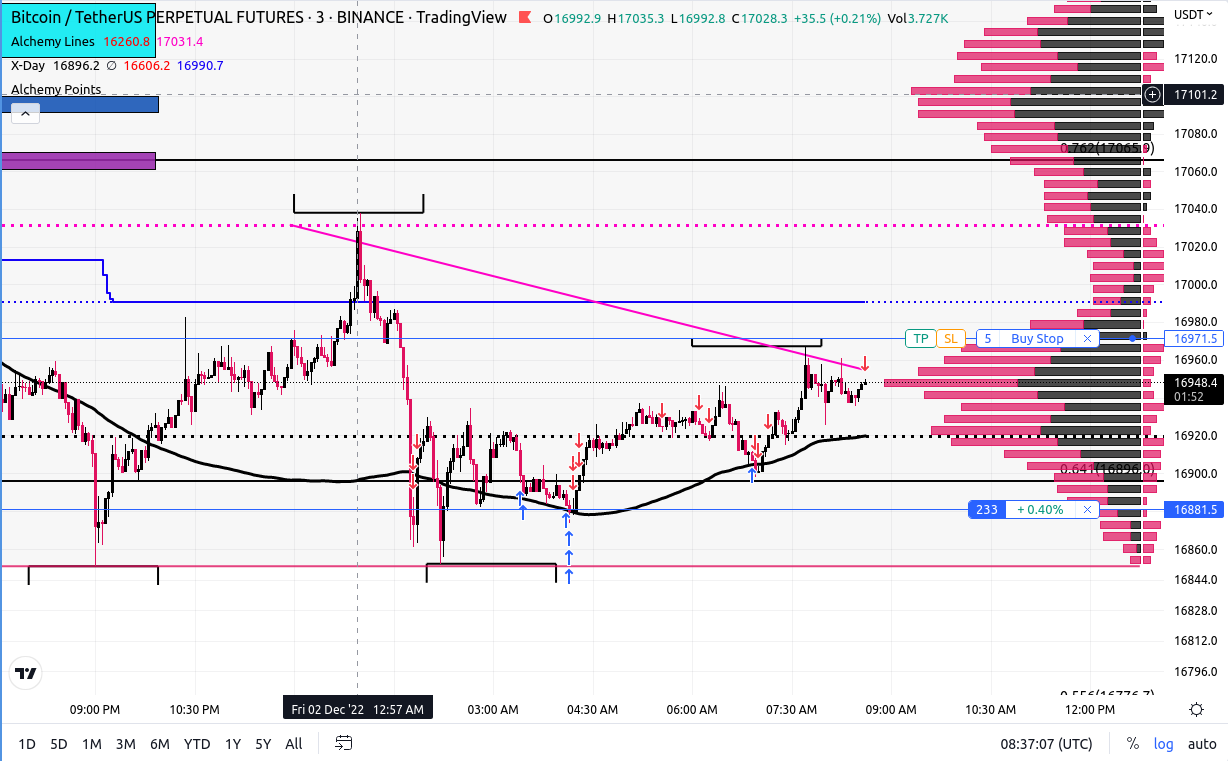 Bitcoin / TetherUS PERPETUAL FUTURES · 3 · BINANCE · TradingView O16992.9 H17035.3 L16992.8 C17028.3 +35.5 (+0.21%) Vol3.727K
USDT
Alchemy Lines 16260.8 17031.4
X-Day 16896.2 ∅ 16606.2 16990.7
Alchemy Points
17120.0
17101.2
17080.0
0.762(17065.9)
17060.0
17040.0
17020.0
17000.0
16980.0
TP SL 5 Buy Stop × 16971.5
16960.0
16948.4
01:52
16920.0
0.641(16896.0)
16900.0
233 + 0.40% × 16881.5
16860.0
16844.0
16828.0
16812.0
16796.0
0.556(16776.7)
09:00 PM 10:30 PM Fri 02 Dec '22 12:57 AM 03:00 AM 04:30 AM 06:00 AM 07:30 AM 09:00 AM 10:30 AM 12:00 PM
1D 5D 1M 3M 6M YTD 1Y 5Y All 08:37:07 (UTC) % log auto